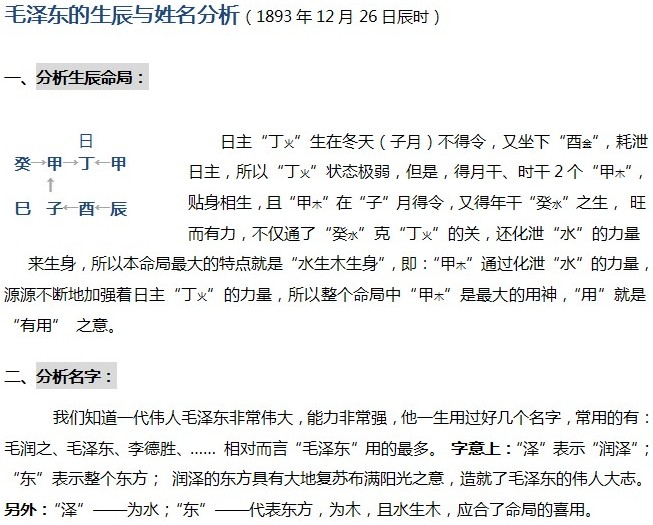 毛泽东的生辰与姓名分析（1893 年 12 月 26 日辰时）
一、分析生辰命局：
日
癸→甲→丁←甲
↑
巳 子←酉←辰
日主“丁火”生在冬天（子月）不得令，又坐下“酉金”，耗泄
日主，所以“丁火”状态极弱，但是，得月干、时干 2 个“甲木”，
贴身相生，且“甲木”在“子”月得令，又得年干“癸水”之生， 旺
而有力，不仅通了“癸水”克“丁火”的关，还化泄“水”的力量
来生身，所以本命局最大的特点就是“水生木生身”，即：“甲木”通过化泄“水”的力量，
源源不断地加强着日主“丁火”的力量，所以整个命局中“甲木”是最大的用神，“用”就是
“有用” 之意。
二、分析名字：
我们知道一代伟人毛泽东非常伟大，能力非常强，他一生用过好几个名字，常用的有：
毛润之、毛泽东、李德胜、…… 相对而言“毛泽东”用的最多。 字意上：“泽”表示“润泽”；
“东”表示整个东方； 润泽的东方具有大地复苏布满阳光之意，造就了毛泽东的伟人大志。
另外：“泽”——为水；“东”——代表东方，为木，且水生木，应合了命局的喜用。